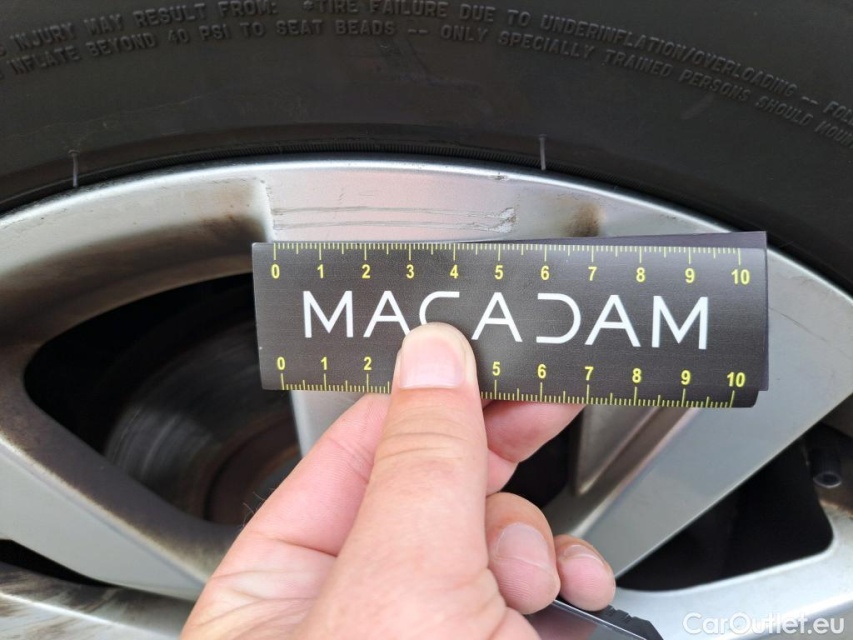 INJURY MAY RESULT FROM: *TIRE FAILURE DUE TO UNDERINFLATION/OVERLOADING -- FOL
INFLATE BEYOND 40 PSI TO SEAT BEADS -- ONLY SPECIALLY TRAINED PERSONS SHOULD MOUN
0 1 2 3 4 5 6 7 8 9 10
MACADAM
0 1 2 5 6 7 8 9 10
CarOutlet.eu